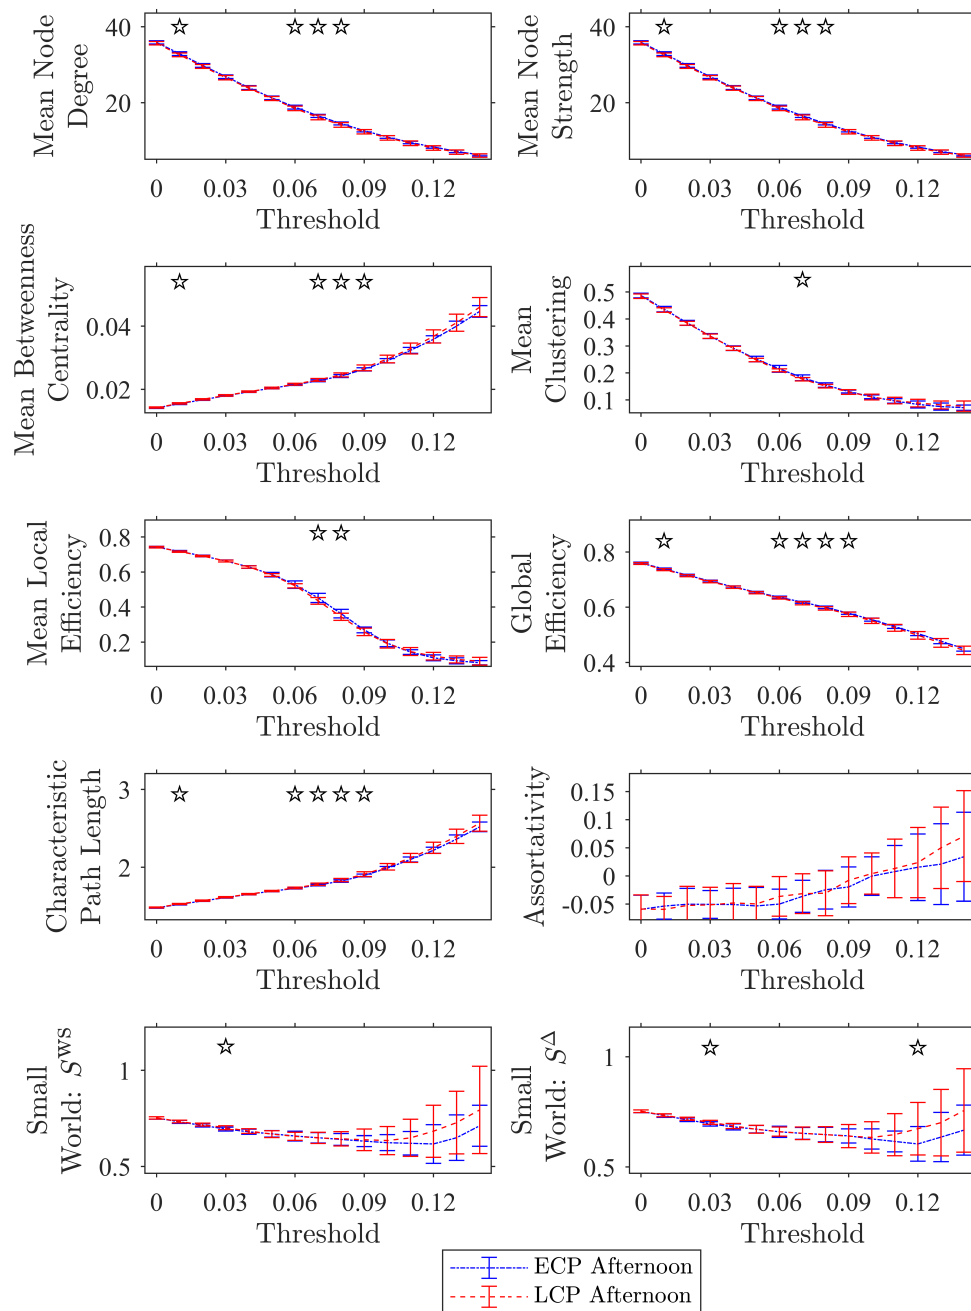 40
20
Mean Node
Degree
0 0.03 0.06 0.09 0.12
Threshold
40
20
Mean Node
Strength
0 0.03 0.06 0.09 0.12
Threshold
0.04
0.02
Mean Betweenness
Centrality
0 0.03 0.06 0.09 0.12
Threshold
0.5
0.4
0.3
0.2
0.1
Mean
Clustering
0 0.03 0.06 0.09 0.12
Threshold
0.8
0.6
0.4
0.2
Mean Local
Efficiency
0 0.03 0.06 0.09 0.12
Threshold
0.8
0.6
0.4
Global
Efficiency
0 0.03 0.06 0.09 0.12
Threshold
3
2
Characteristic
Path Length
0 0.03 0.06 0.09 0.12
Threshold
0.15
0.1
0.05
0
-0.05
Assortativity
0 0.03 0.06 0.09 0.12
Threshold
1
0.5
Small
World: S^WS
0 0.03 0.06 0.09 0.12
Threshold
1
0.5
Small
World: S^Δ
0 0.03 0.06 0.09 0.12
Threshold
ECP Afternoon
LCP Afternoon